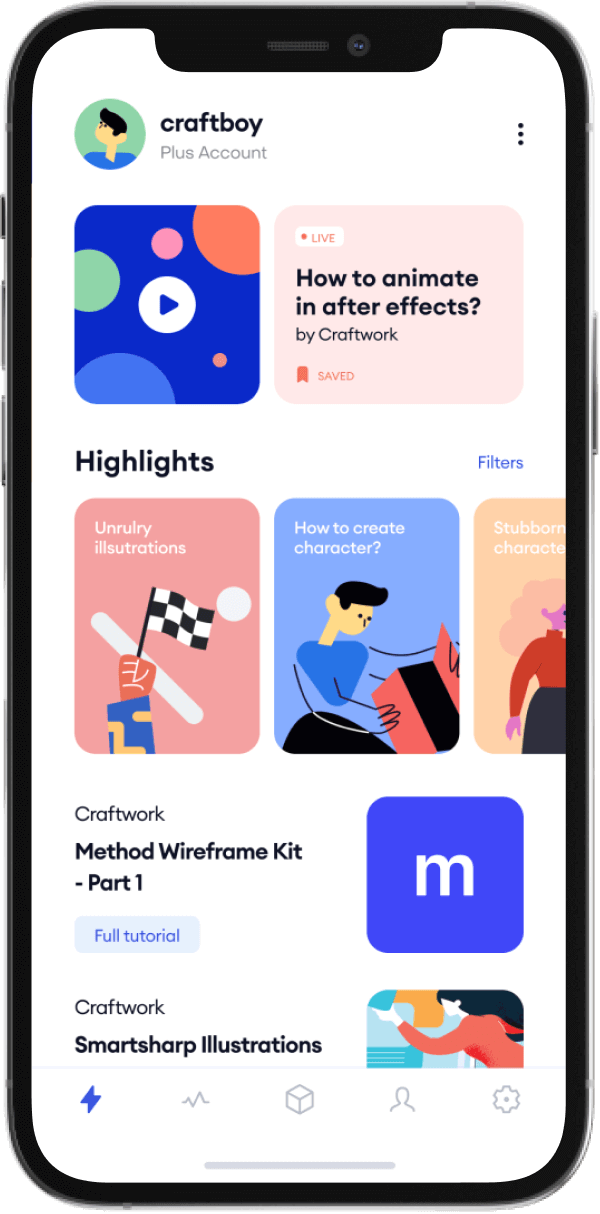 craftboy
Plus Account
LIVE
How to animate
in after effects?
by Craftwork
SAVED
Highlights
Filters
Unrulry
illsutrations
How to create
character?
Stubborn
characte
Craftwork
Method Wireframe Kit
- Part 1
Full tutorial
m
Craftwork
Smartsharp Illustrations